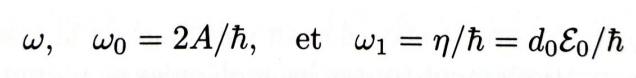 ω, ω₀ = 2A/ħ, et ω₁ = η/ħ = d₀ℰ₀/ħ